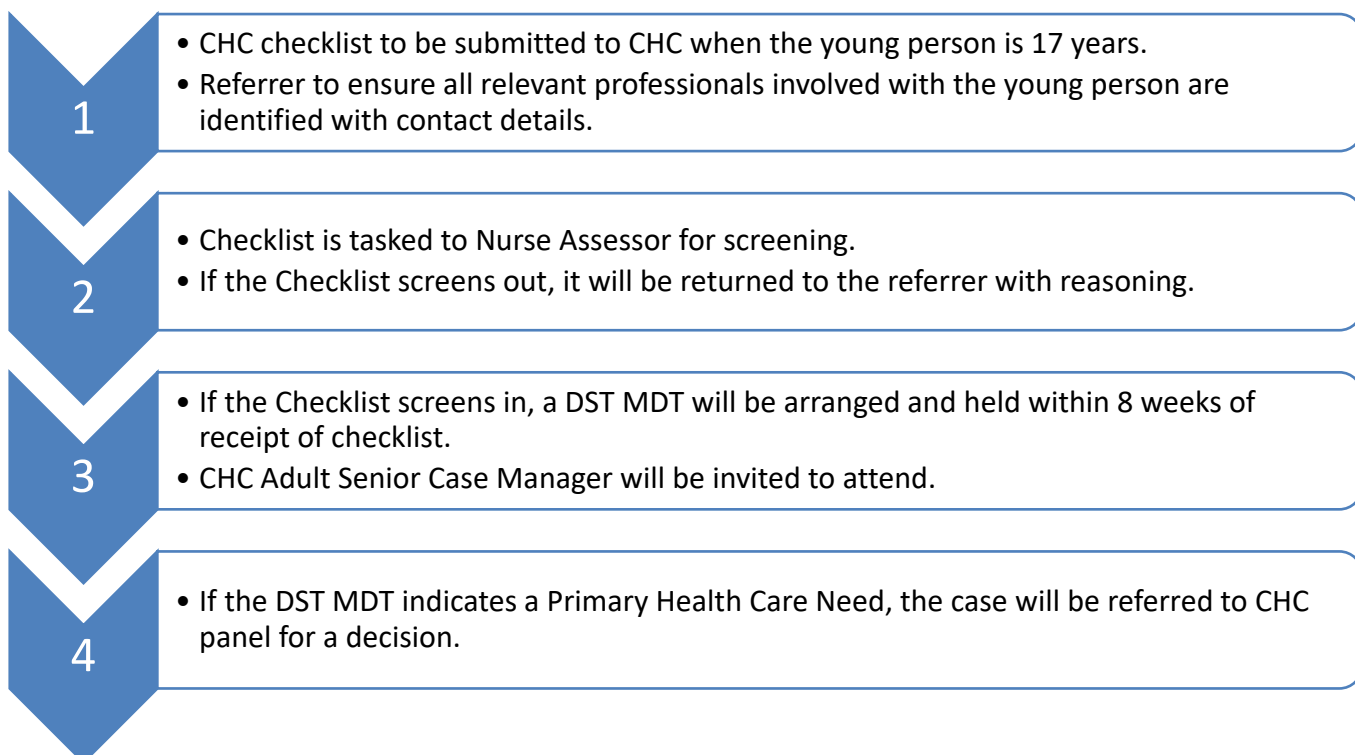 1
• CHC checklist to be submitted to CHC when the young person is 17 years.
• Referrer to ensure all relevant professionals involved with the young person are
identified with contact details.
2
• Checklist is tasked to Nurse Assessor for screening.
• If the Checklist screens out, it will be returned to the referrer with reasoning.
3
• If the Checklist screens in, a DST MDT will be arranged and held within 8 weeks of
receipt of checklist.
• CHC Adult Senior Case Manager will be invited to attend.
4
• If the DST MDT indicates a Primary Health Care Need, the case will be referred to CHC
panel for a decision.